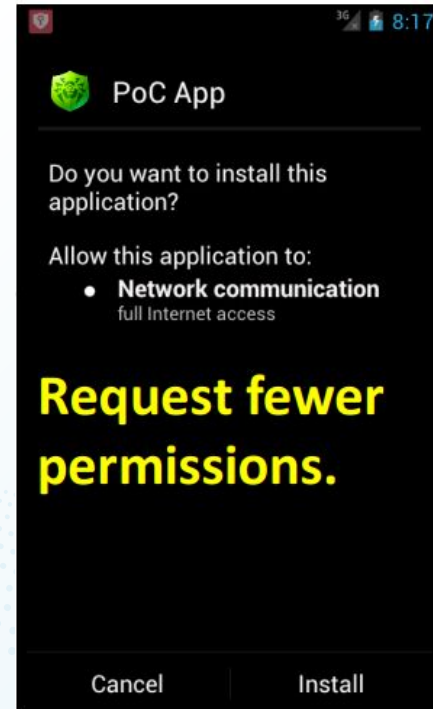 3G 8:17
PoC App
Do you want to install this
application?
Allow this application to:
• Network communication
full Internet access
Request fewer
permissions.
Cancel Install